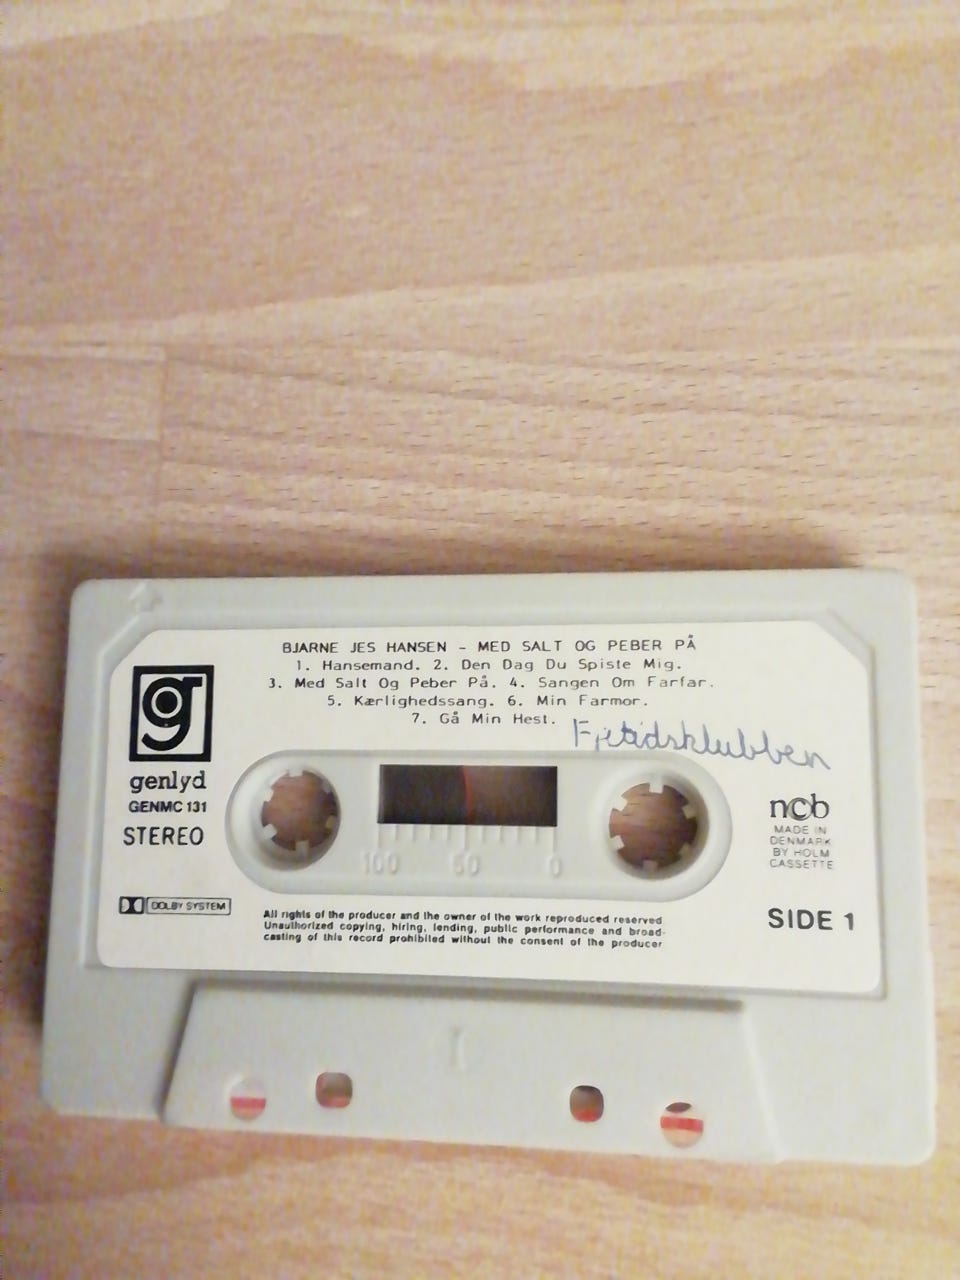 BJARNE JES HANSEN - MED SALT OG PEBER PÅ
1. Hansemand. 2. Den Dag Du Spiste Mig.
3. Med Salt Og Peber På. 4. Sangen Om Farfar.
5. Kærlighedssang. 6. Min Farmor.
7. Gå Min Hest.
g
genlyd
GENMC 131
STEREO
DOLBY SYSTEM
100 50 0
ncb
MADE IN
DENMARK
BY HOLM
CASSETTE
SIDE 1
All rights of the producer and the owner of the work reproduced reserved
Unauthorized copying, hiring, lending, public performance and broad-
casting of this record prohibited without the consent of the producer
1